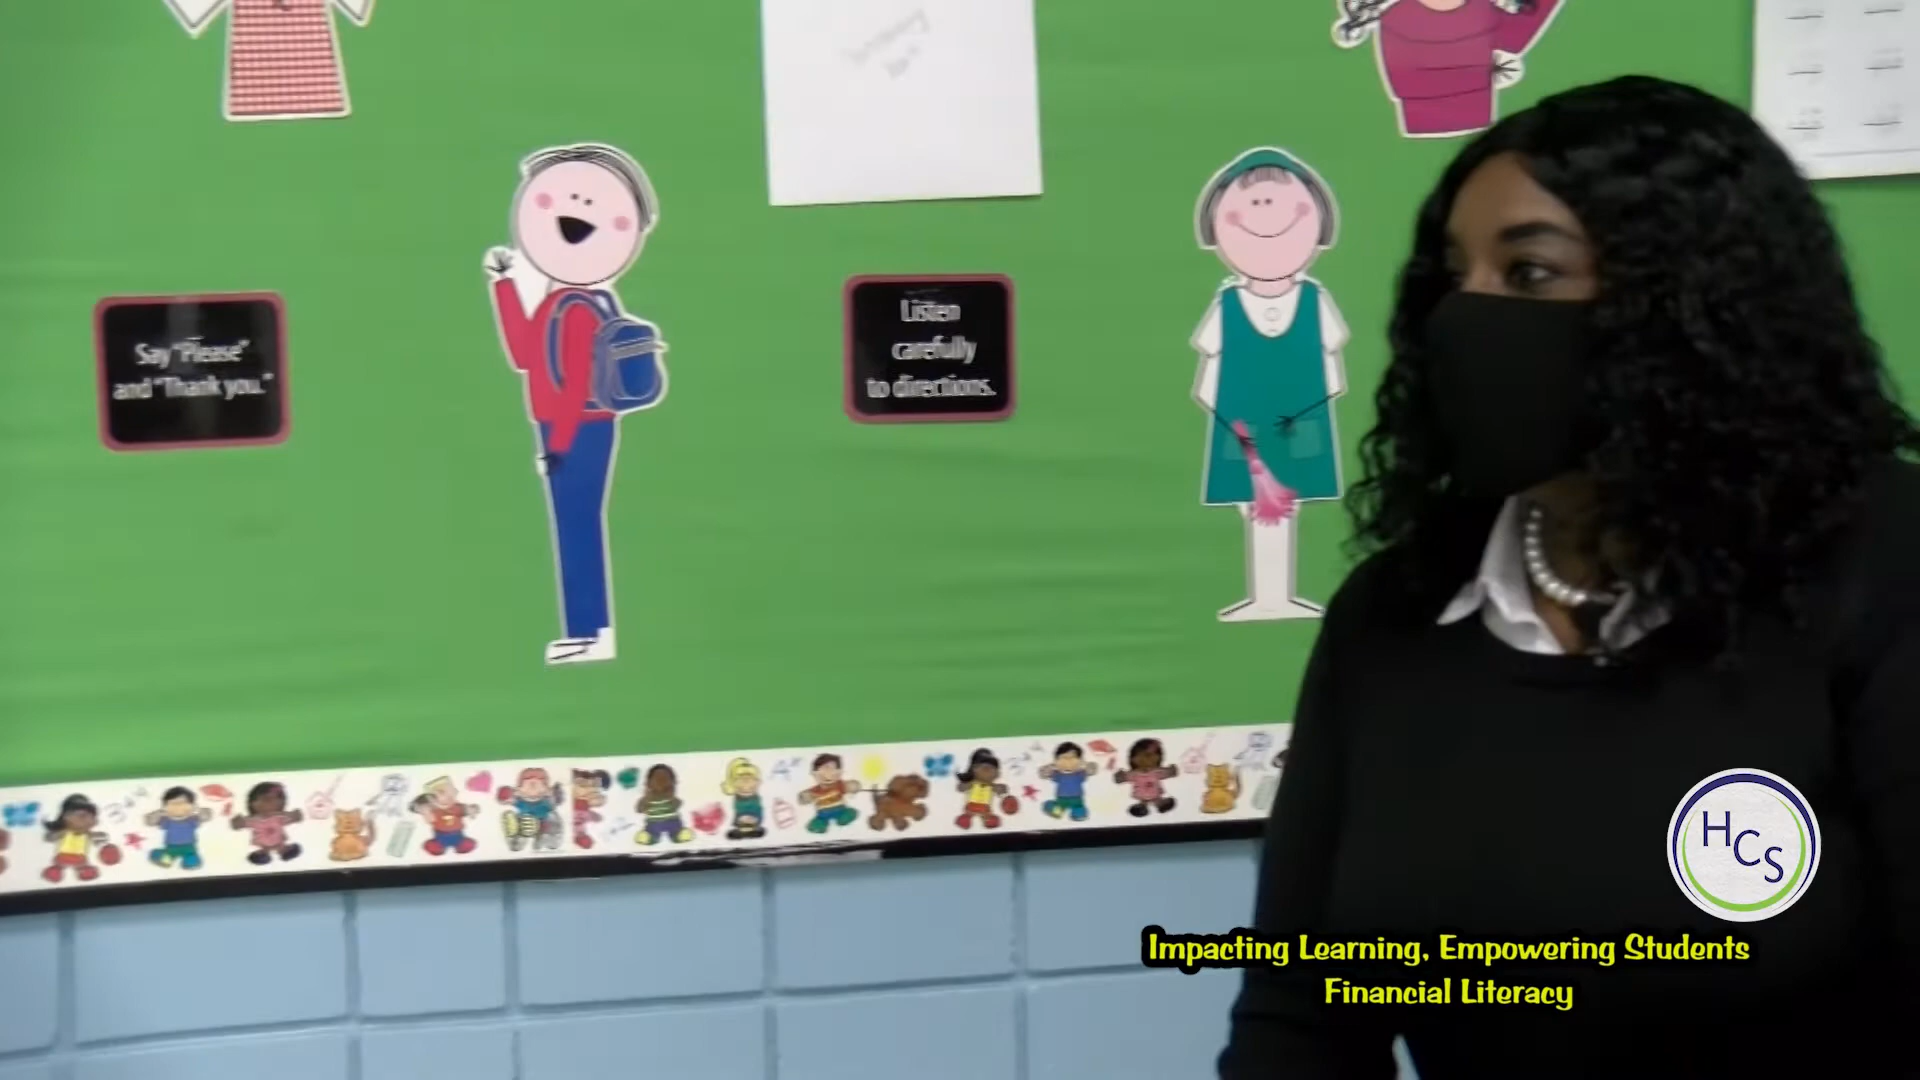 Say "Please"
and "Thank you."
Listen
carefully
to directions.
HCS
Impacting Learning, Empowering Students
Financial Literacy